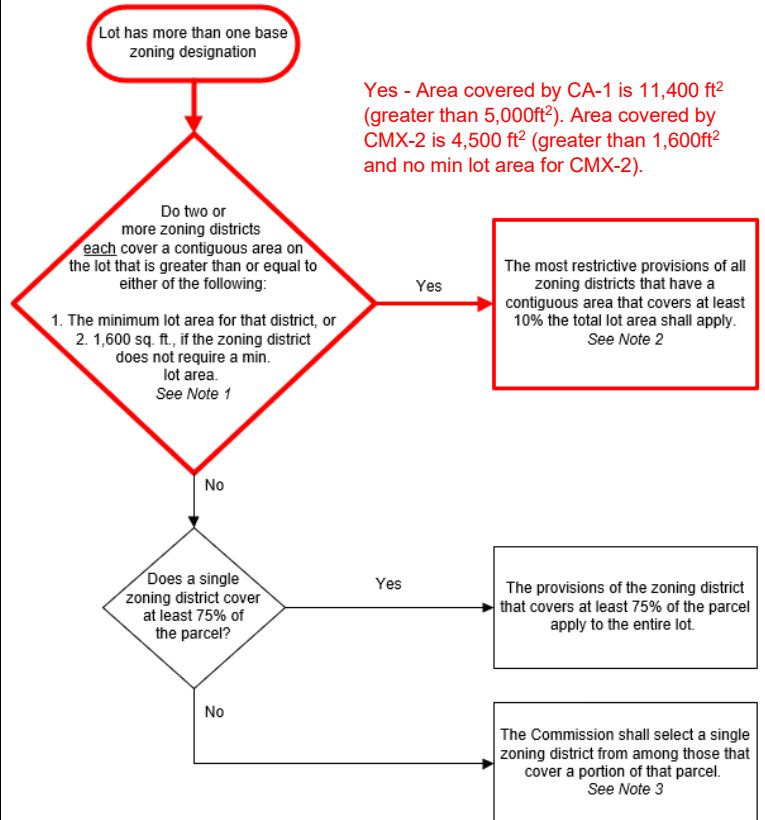 Lot has more than one base
zoning designation
Yes - Area covered by CA-1 is 11,400 ft²
(greater than 5,000ft²). Area covered by
CMX-2 is 4,500 ft² (greater than 1,600ft²
and no min lot area for CMX-2).
Do two or
more zoning districts
each cover a contiguous area on
the lot that is greater than or equal to
either of the following:
1. The minimum lot area for that district, or
2. 1,600 sq. ft., if the zoning district
does not require a min.
lot area.
See Note 1
Yes
The most restrictive provisions of all
zoning districts that have a
contiguous area that covers at least
10% the total lot area shall apply.
See Note 2
No
Does a single
zoning district cover
at least 75% of
the parcel?
Yes
The provisions of the zoning district
that covers at least 75% of the parcel
apply to the entire lot.
No
The Commission shall select a single
zoning district from among those that
cover a portion of that parcel.
See Note 3